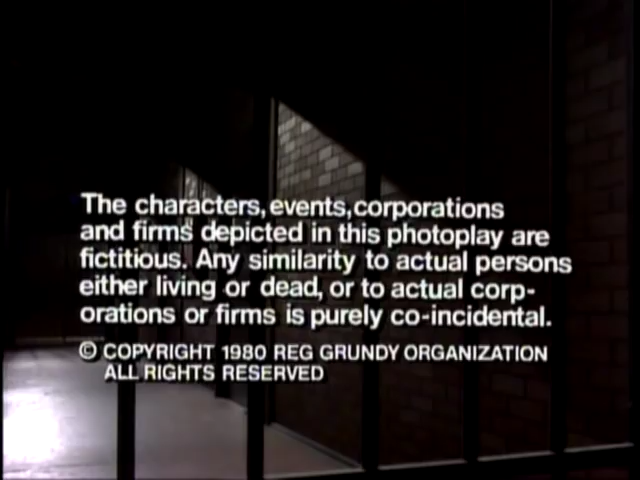 The characters, events, corporations
and firms depicted in this photoplay are
fictitious. Any similarity to actual persons
either living or dead, or to actual corp-
orations or firms is purely co-incidental.
© COPYRIGHT 1980 REG GRUNDY ORGANIZATION
ALL RIGHTS RESERVED